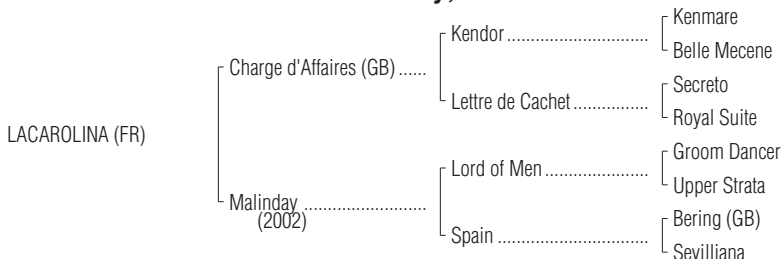 Kenmare
Kendor
Belle Mecene
Charge d'Affaires (GB)
Secreto
Lettre de Cachet
Royal Suite
LACAROLINA (FR)
Groom Dancer
Lord of Men
Upper Strata
Malinday
(2002)
Bering (GB)
Spain
Sevilliana